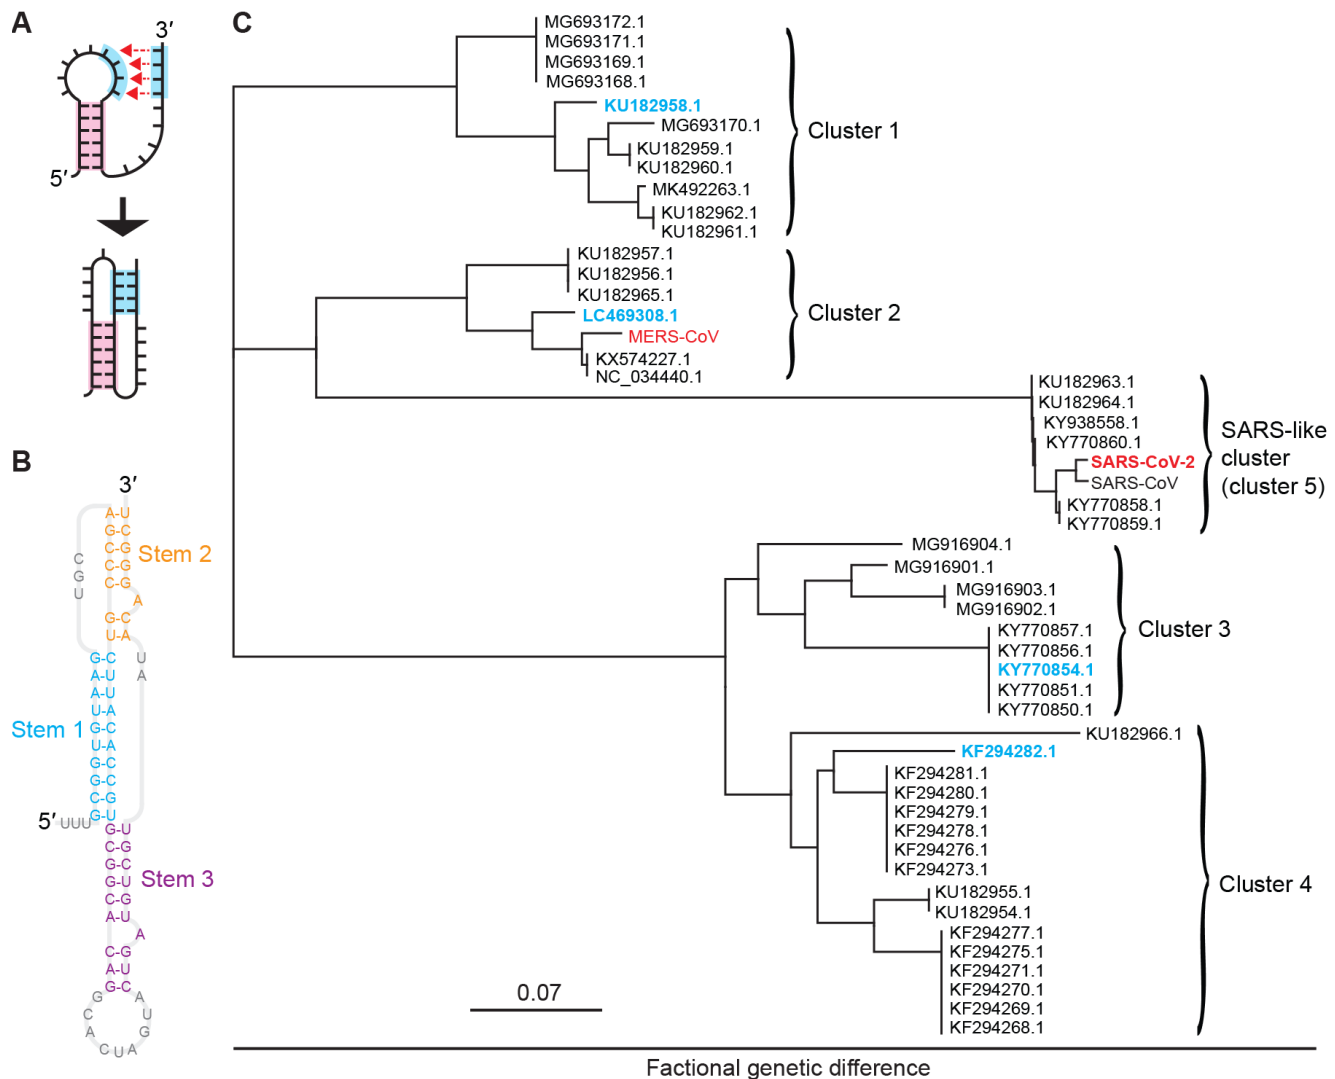 A
3′
5′
B
3′
A-U
G-C
C-G
C-G
C-G
A
G-C
U-A
Stem 2
C
G
U
U
A
G-C
A-U
A-U
U-A
G-C
U-A
G-C
G-C
C-G
G-U
Stem 1
5′ UUU
G-U
C-G
G-C
G-U
C-G
A-U
A
C-G
A-U
G-C
Stem 3
G
C
A
C
U
A
G
U
A
C
MG693172.1
MG693171.1
MG693169.1
MG693168.1
KU182958.1
MG693170.1
KU182959.1
KU182960.1
MK492263.1
KU182962.1
KU182961.1
Cluster 1
KU182957.1
KU182956.1
KU182965.1
LC469308.1
MERS-CoV
KX574227.1
NC_034440.1
Cluster 2
KU182963.1
KU182964.1
KY938558.1
KY770860.1
SARS-CoV-2
SARS-CoV
KY770858.1
KY770859.1
SARS-like
cluster
(cluster 5)
MG916904.1
MG916901.1
MG916903.1
MG916902.1
KY770857.1
KY770856.1
KY770854.1
KY770851.1
KY770850.1
Cluster 3
KU182966.1
KF294282.1
KF294281.1
KF294280.1
KF294279.1
KF294278.1
KF294276.1
KF294273.1
KU182955.1
KU182954.1
KF294277.1
KF294275.1
KF294271.1
KF294270.1
KF294269.1
KF294268.1
Cluster 4
0.07
Factional genetic difference